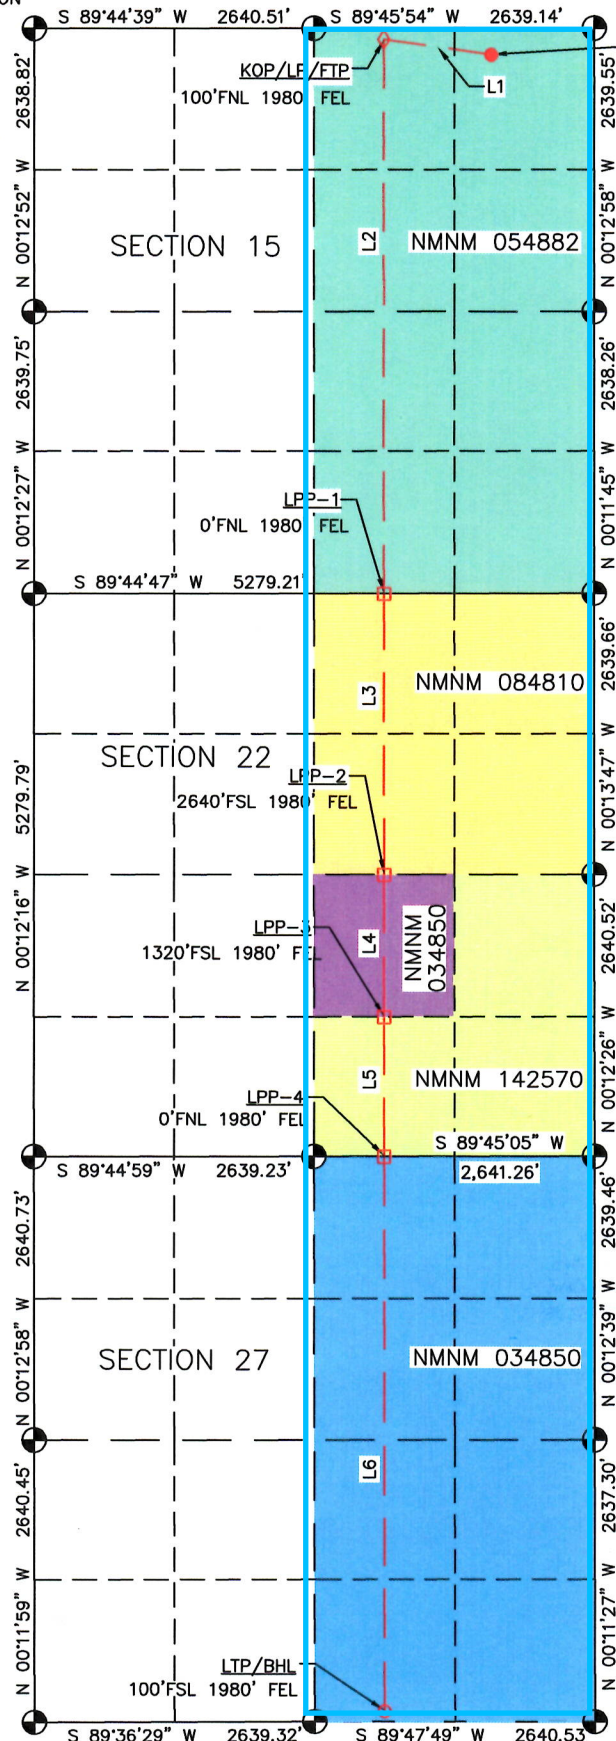 ON
S 89°44'39" W 2640.51' S 89°45'54" W 2639.14'
2638.82'
N 00°12'52" W
2639.55'
N 00°12'58" W
KOP/LP/FTP
100'FNL 1980' FEL
L1
L2
SECTION 15
NMNM 054882
2639.75'
N 00°12'27" W
2638.26'
N 00°11'45" W
LPP-1
0'FNL 1980' FEL
S 89°44'47" W 5279.21'
L3
NMNM 084810
2639.66'
N 00°13'47" W
SECTION 22
5279.79'
N 00°12'16" W
LPP-2
2640'FSL 1980' FEL
LPP-3
1320'FSL 1980' FEL
L4
NMNM
034850
2640.52'
N 00°12'26" W
L5
NMNM 142570
LPP-4
0'FNL 1980' FEL
S 89°45'05" W
S 89°44'59" W 2639.23'
2,641.26'
2640.73'
N 00°12'58" W
2639.46'
N 00°12'39" W
SECTION 27
NMNM 034850
L6
2640.45'
N 00°11'59" W
2637.30'
N 00°11'27" W
LTP/BHL
100'FSL 1980' FEL
S 89°36'29" W 2639.32' S 89°47'49" W 2640.53'